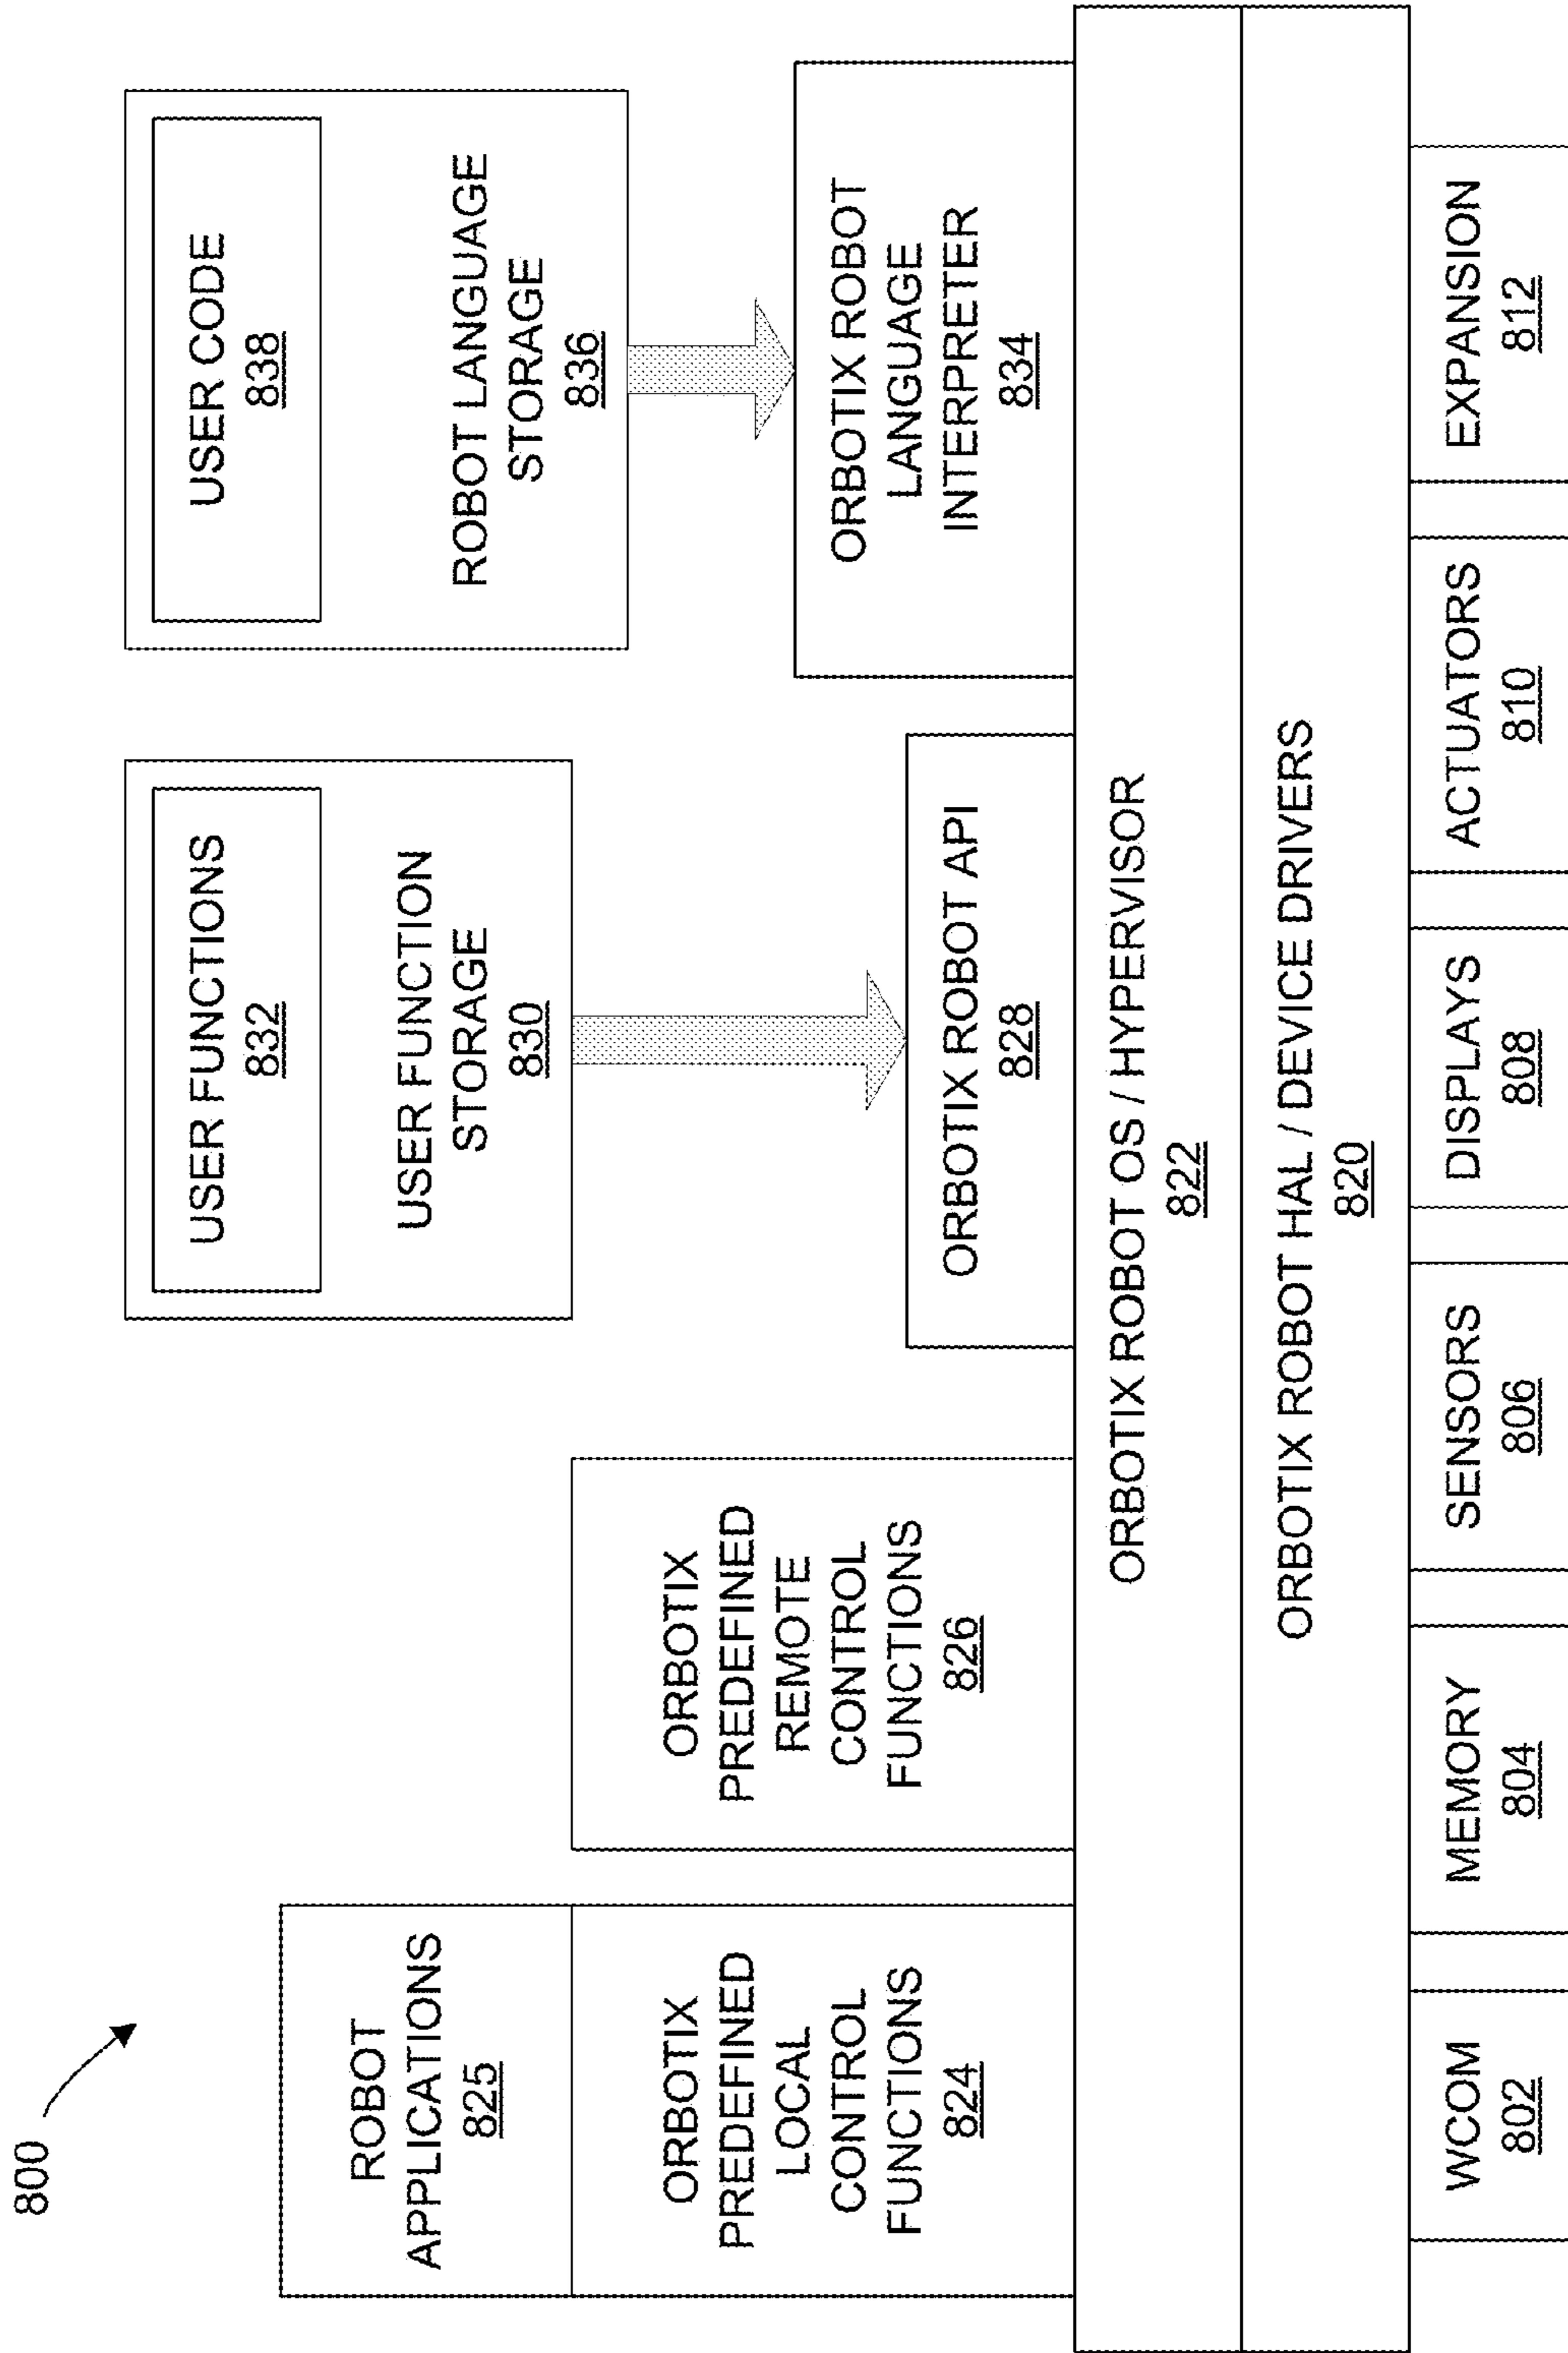 800
ROBOT
APPLICATIONS
825
ORBOTIX
PREDEFINED
LOCAL
CONTROL
FUNCTIONS
824
ORBOTIX
PREDEFINED
REMOTE
CONTROL
FUNCTIONS
826
USER FUNCTIONS
832
USER FUNCTION
STORAGE
830
ORBOTIX ROBOT API
828
USER CODE
838
ROBOT LANGUAGE
STORAGE
836
ORBOTIX ROBOT
LANGUAGE
INTERPRETER
834
ORBOTIX ROBOT OS / HYPERVISOR
822
ORBOTIX ROBOT HAL / DEVICE DRIVERS
820
WCOM
802
MEMORY
804
SENSORS
806
DISPLAYS
808
ACTUATORS
810
EXPANSION
812